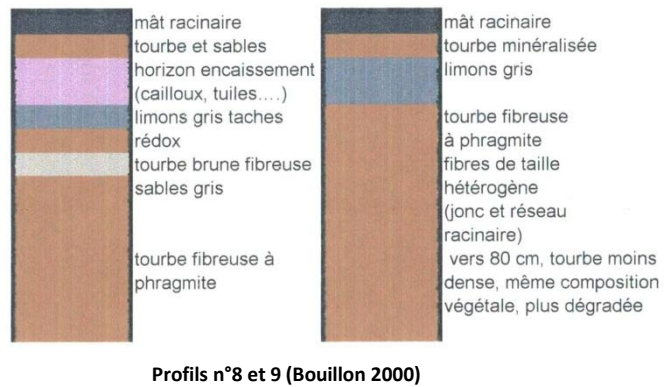 mât racinaire
tourbe et sables
horizon encaissement
(cailloux, tuiles....)
limons gris taches
rédox
tourbe brune fibreuse
sables gris
tourbe fibreuse à
phragmite
mât racinaire
tourbe minéralisée
limons gris
tourbe fibreuse
à phragmite
fibres de taille
hétérogène
(jonc et réseau
racinaire)
vers 80 cm, tourbe moins
dense, même composition
végétale, plus dégradée
Profils n°8 et 9 (Bouillon 2000)